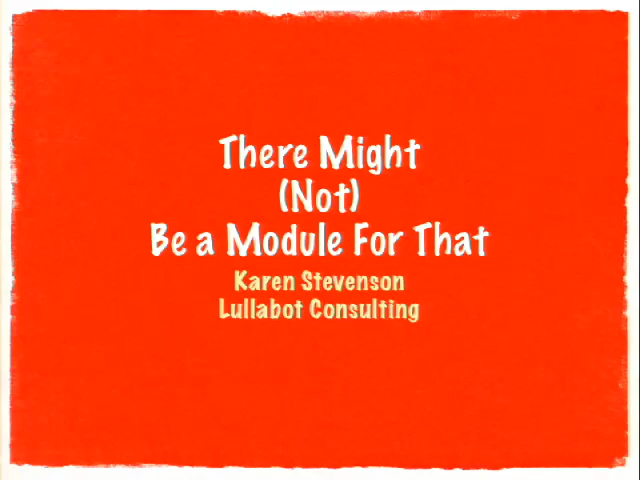 There Might
(Not)
Be a Module For That
Karen Stevenson
Lullabot Consulting